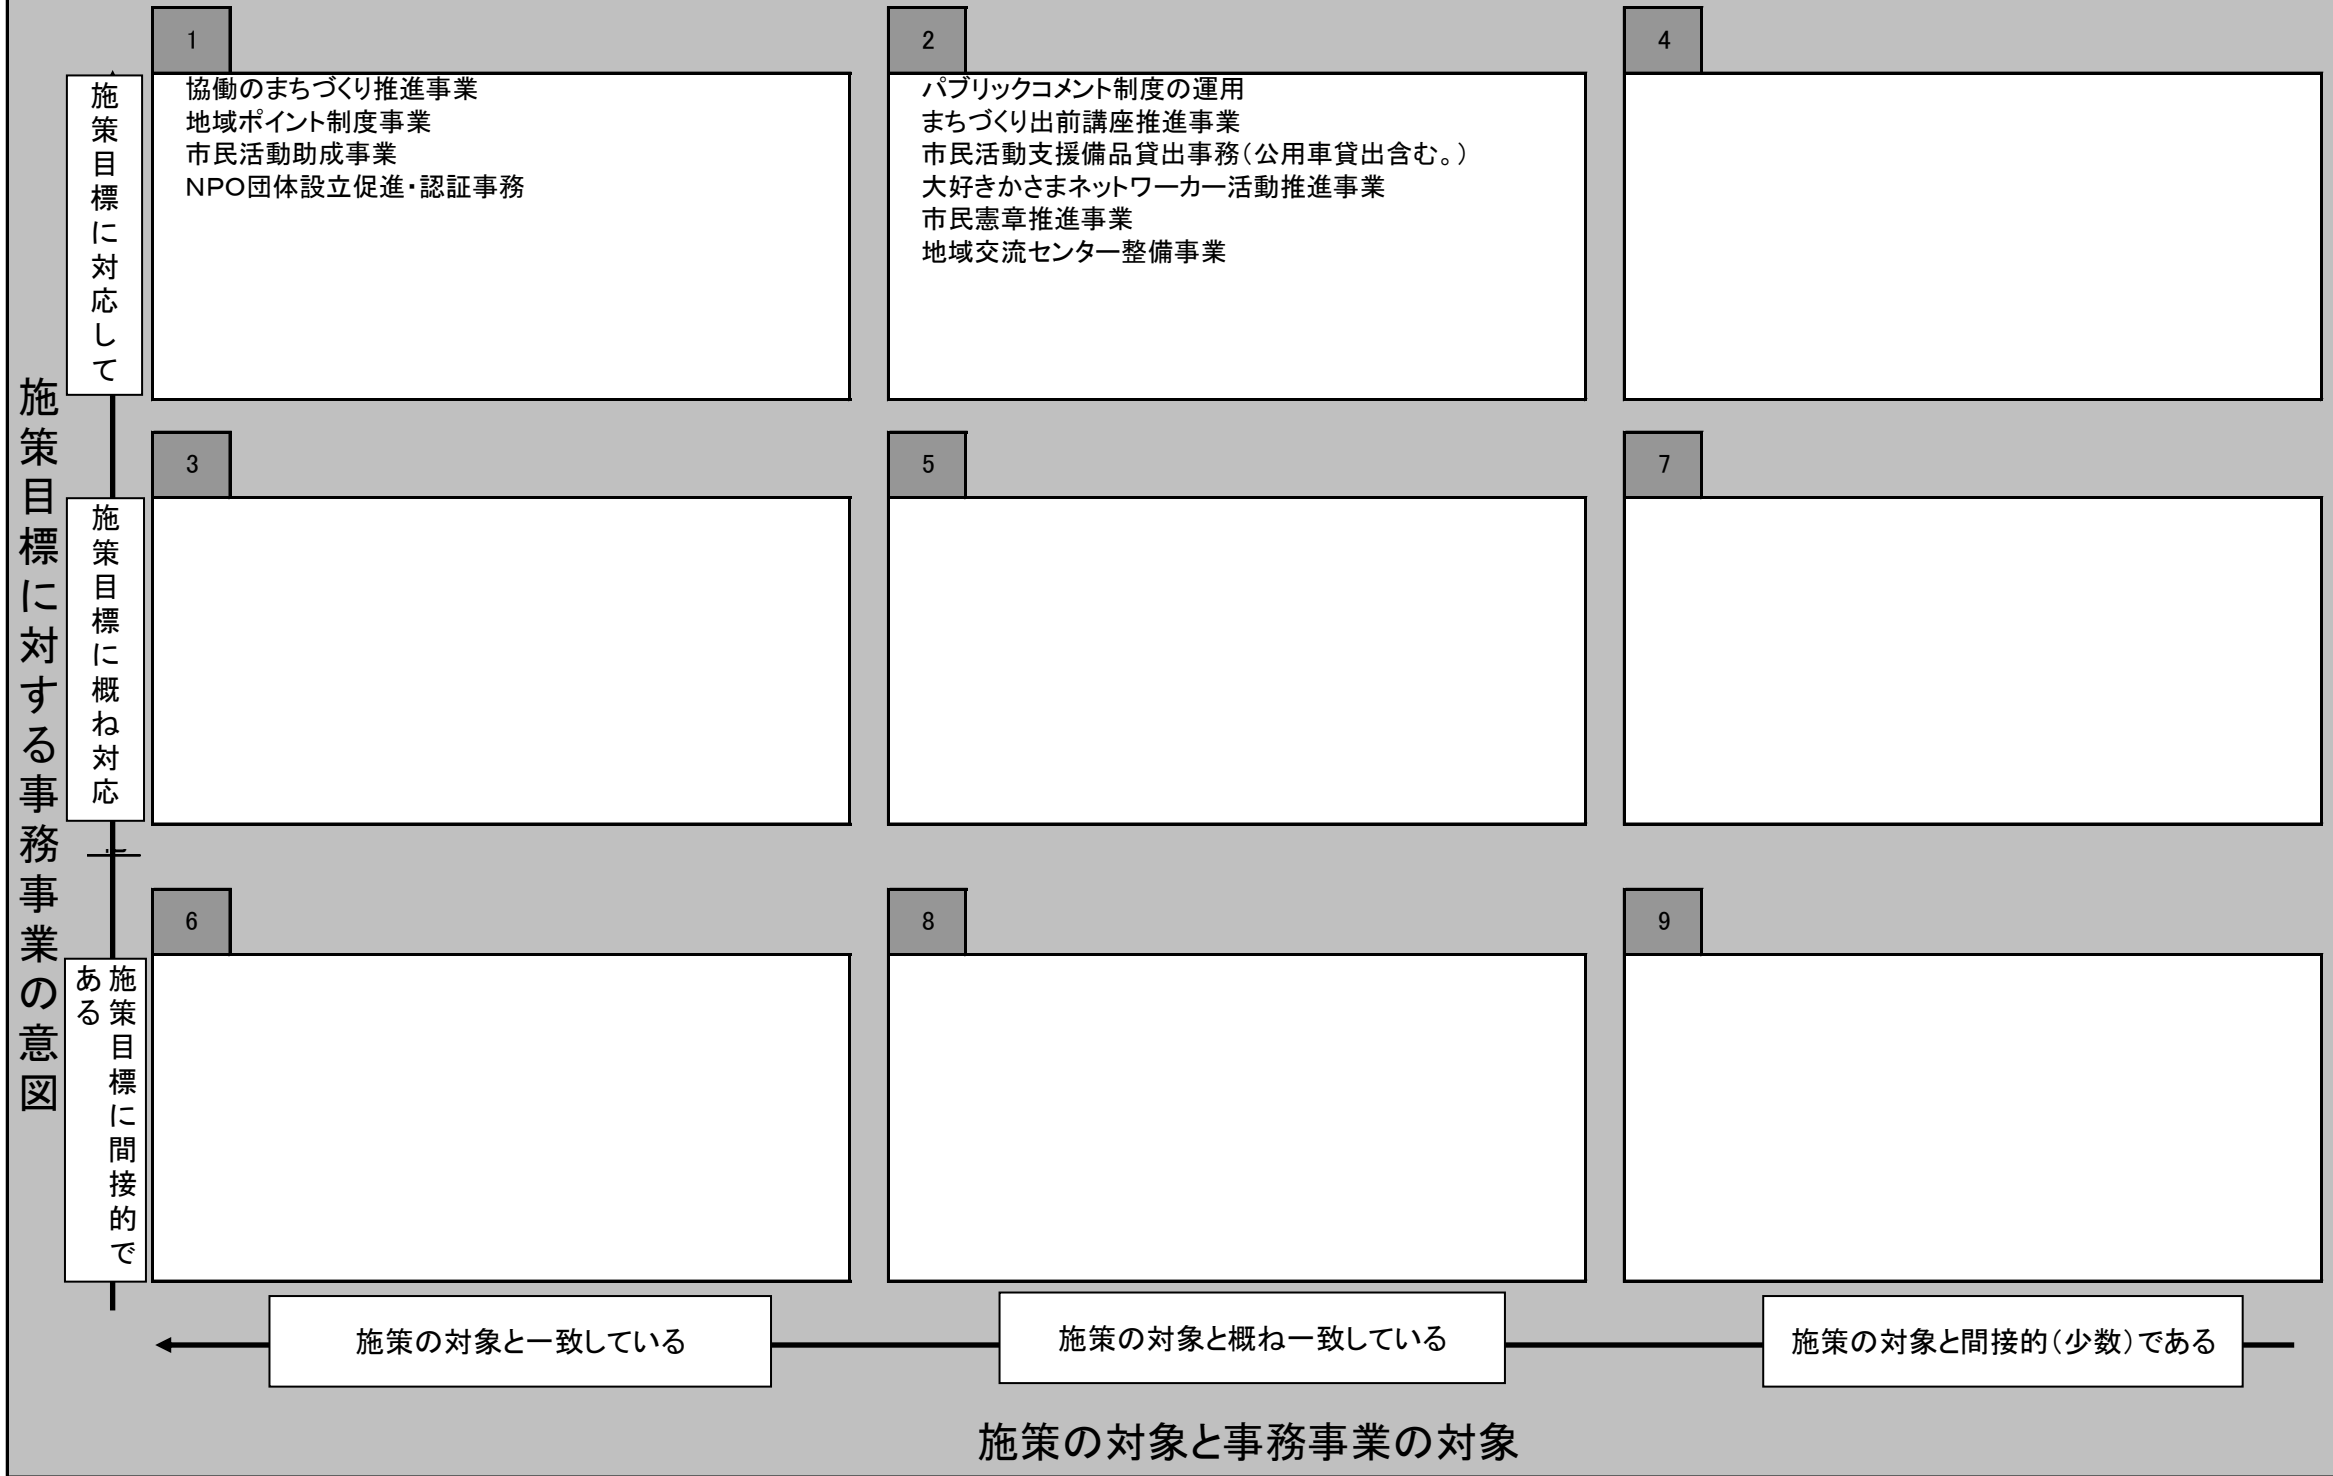 1
協働のまちづくり推進事業
地域ポイント制度事業
市民活動助成事業
NPO団体設立促進・認証事務
2
パブリックコメント制度の運用
まちづくり出前講座推進事業
市民活動支援備品貸出事務(公用車貸出含む。)
大好きかさまネットワーカー活動推進事業
市民憲章推進事業
地域交流センター整備事業
4
施策目標に対応して
3
5
7
施策目標に概ね対応
6
8
9
施策目標に間接的で
ある
施策目標に対する事務事業の意図
施策の対象と一致している
施策の対象と概ね一致している
施策の対象と間接的(少数)である
施策の対象と事務事業の対象